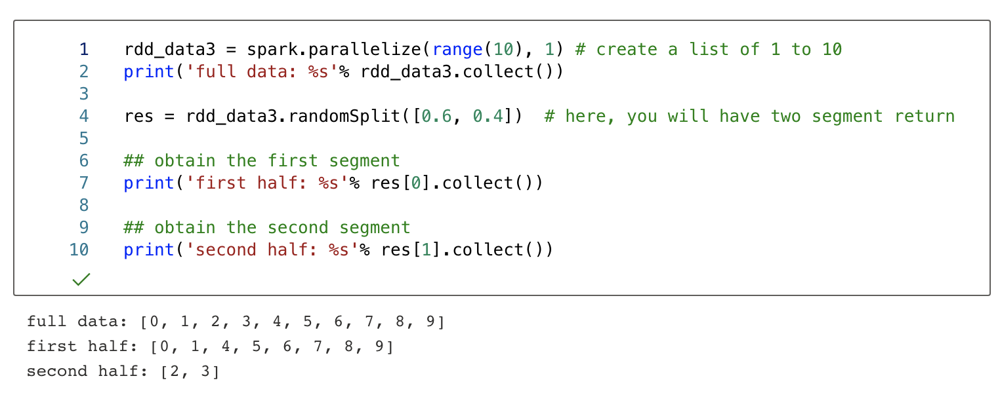 1 rdd_data3 = spark.parallelize(range(10), 1) # create a list of 1 to 10
2 print('full data: %s'% rdd_data3.collect())
3
4 res = rdd_data3.randomSplit([0.6, 0.4])  # here, you will have two segment return
5
6 ## obtain the first segment
7 print('first half: %s'% res[0].collect())
8
9 ## obtain the second segment
10 print('second half: %s'% res[1].collect())
full data: [0, 1, 2, 3, 4, 5, 6, 7, 8, 9]
first half: [0, 1, 4, 5, 6, 7, 8, 9]
second half: [2, 3]